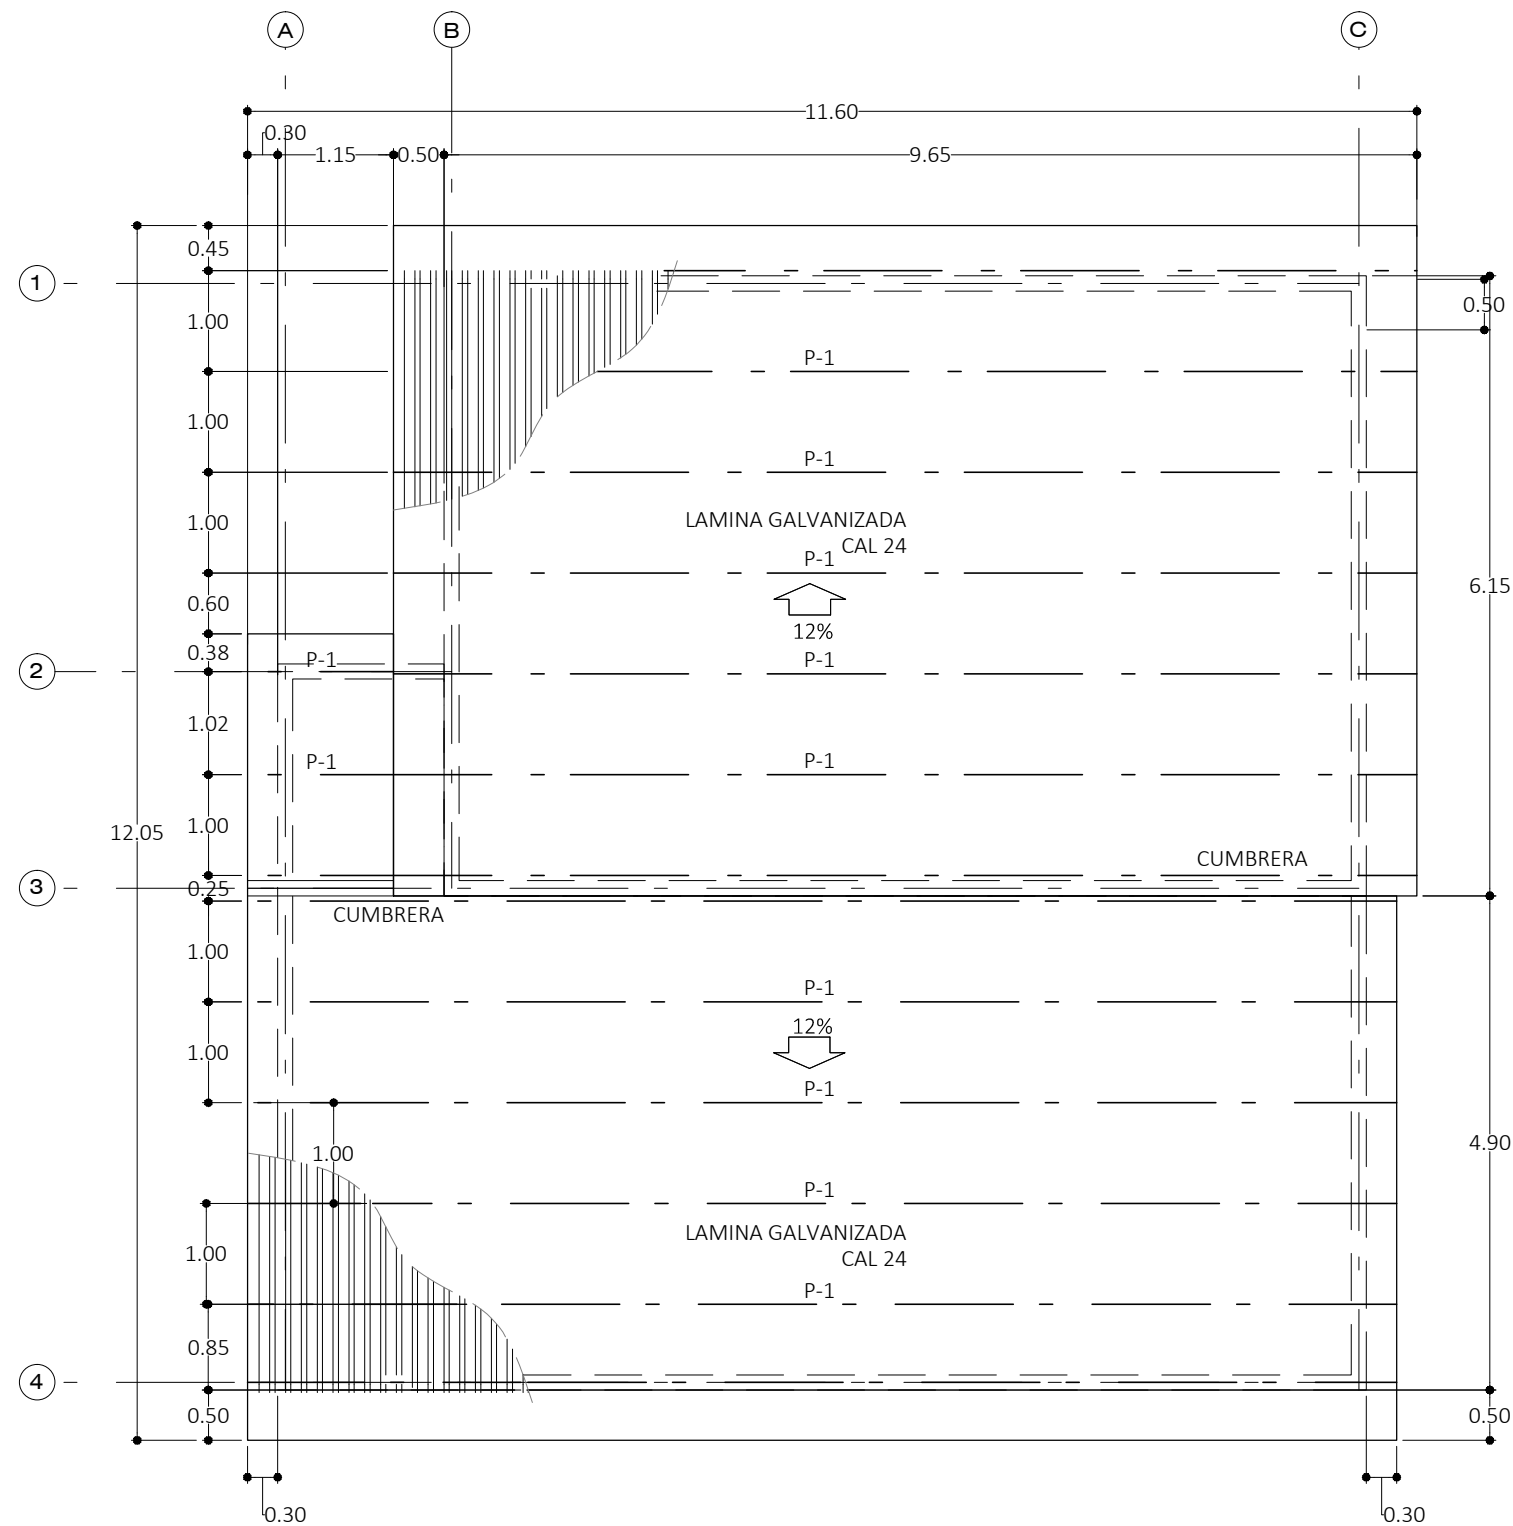 A
B
C
11.60
0.30
1.15
0.50
9.65
0.45
1
0.50
1.00
P-1
1.00
P-1
1.00
LAMINA GALVANIZADA
CAL 24
P-1
6.15
0.60
12%
0.38
2
P-1
P-1
1.02
P-1
P-1
1.00
12.05
CUMBRERA
3
0.25
CUMBRERA
1.00
P-1
12%
1.00
P-1
1.00
4.90
P-1
LAMINA GALVANIZADA
CAL 24
1.00
P-1
0.85
4
0.50
0.50
0.30
0.30